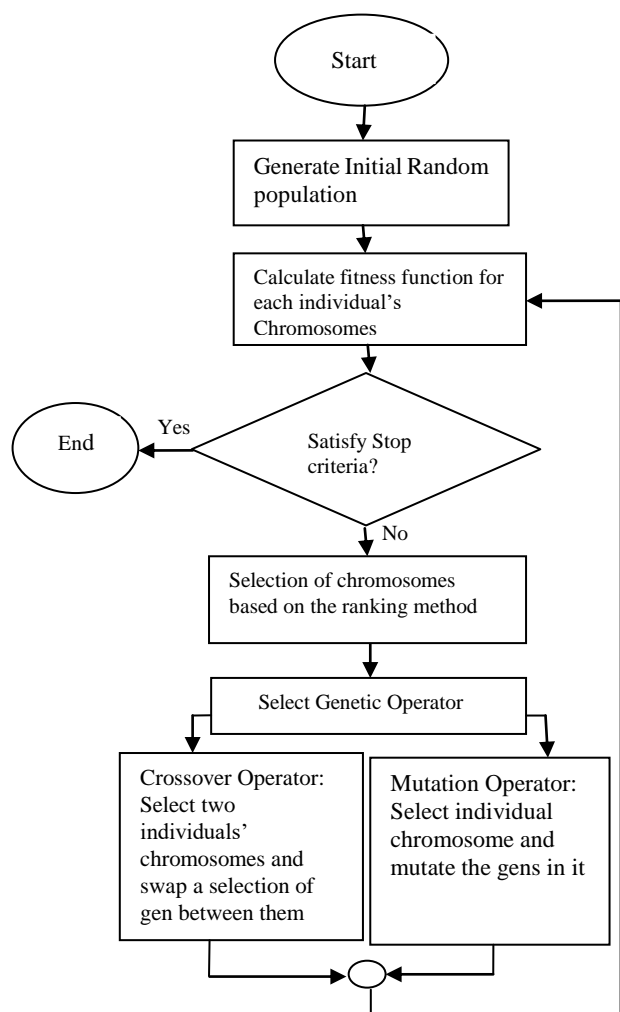 Start
Generate Initial Random
population
Calculate fitness function for
each individual’s
Chromosomes
Satisfy Stop
criteria?
Yes
End
No
Selection of chromosomes
based on the ranking method
Select Genetic Operator
Crossover Operator:
Select two
individuals’
chromosomes and
swap a selection of
gen between them
Mutation Operator:
Select individual
chromosome and
mutate the gens in it